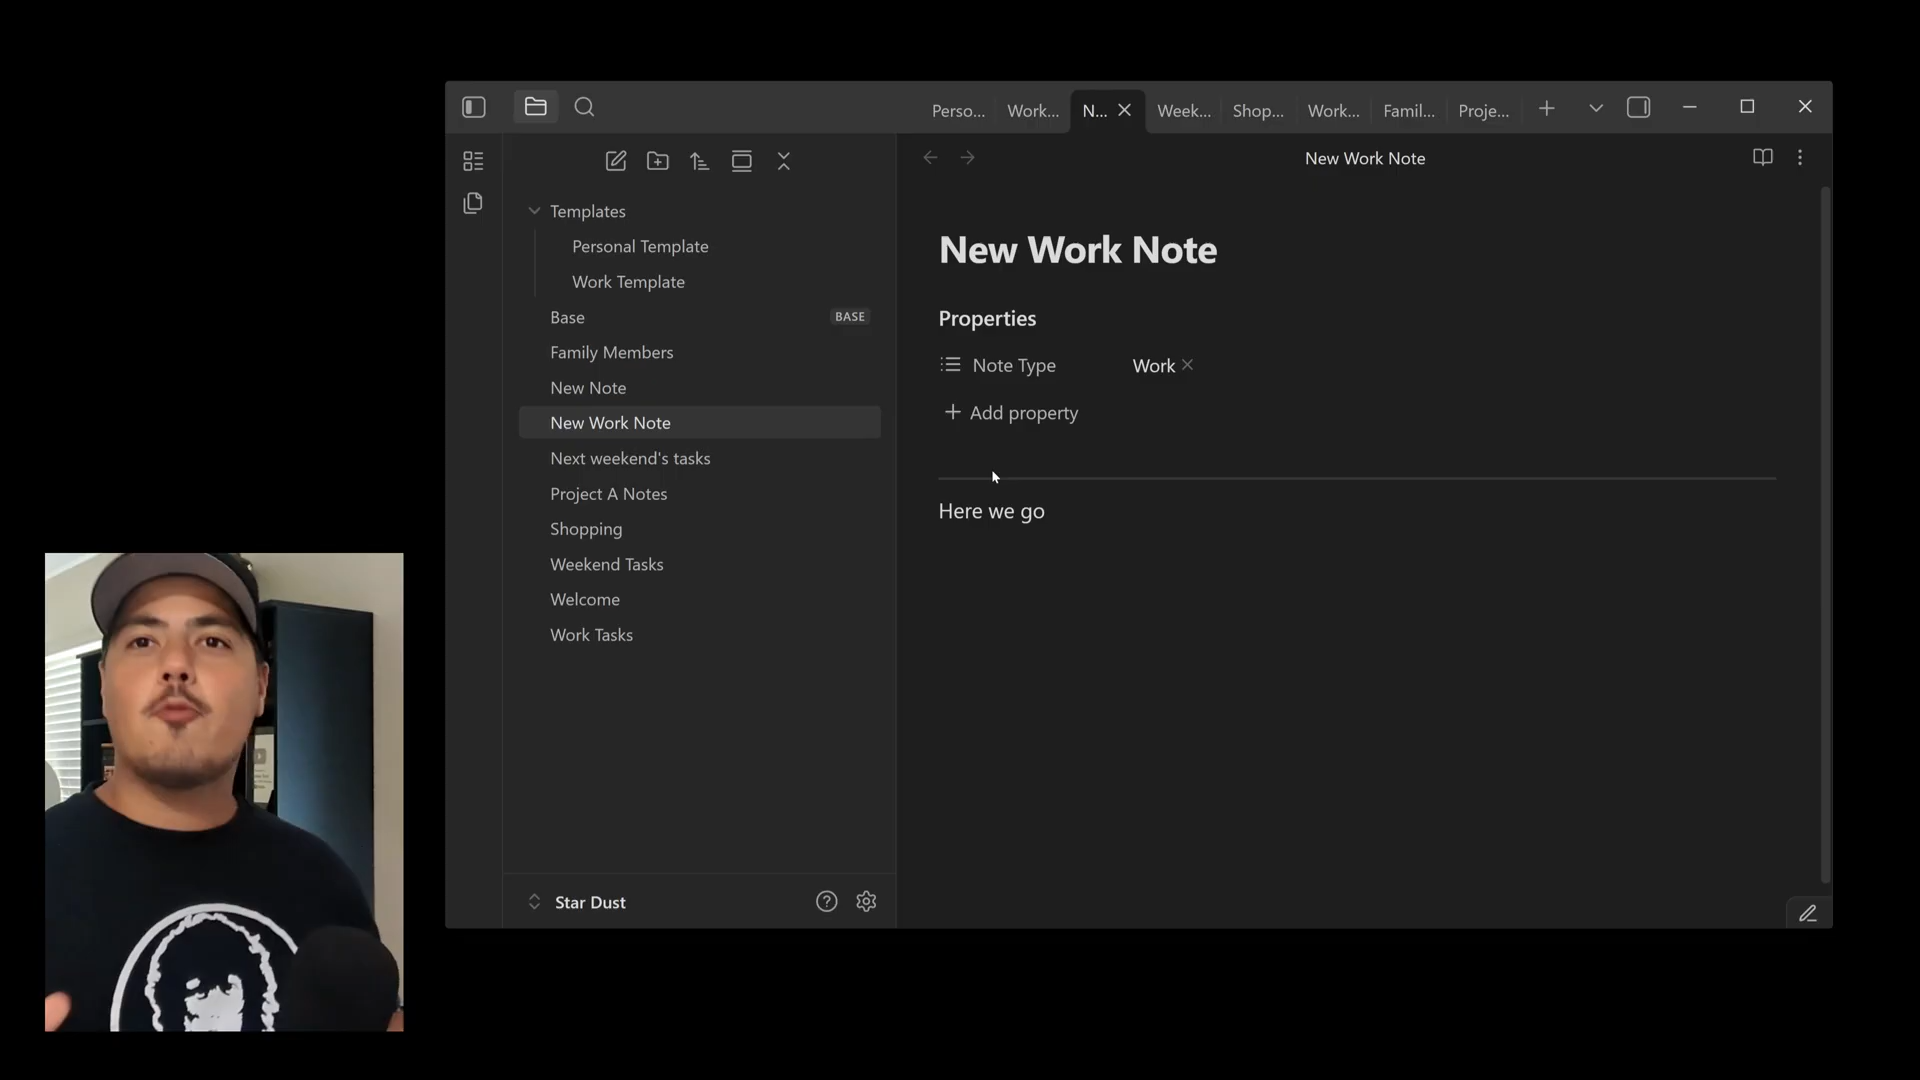 Perso... Work... N... Week... Shop... Work... Famil... Proje...
New Work Note
Templates
Personal Template
Work Template
Base BASE
Family Members
New Note
New Work Note
Next weekend's tasks
Project A Notes
Shopping
Weekend Tasks
Welcome
Work Tasks
Star Dust
New Work Note
Properties
Note Type Work
Add property
Here we go